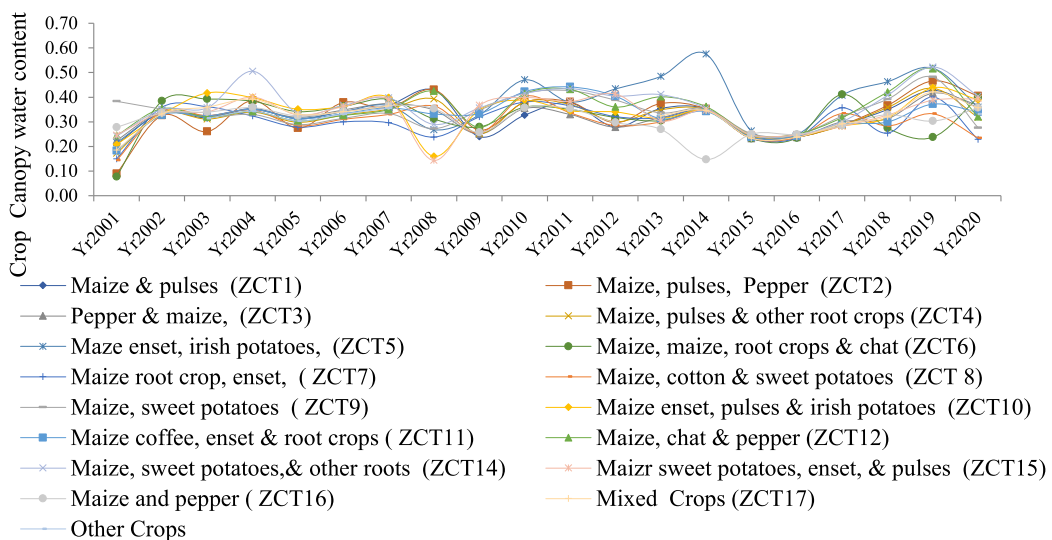 Crop Canopy water content
0.70
0.60
0.50
0.40
0.30
0.20
0.10
0.00
Yr2001
Yr2002
Yr2003
Yr2004
Yr2005
Yr2006
Yr2007
Yr2008
Yr2009
Yr2010
Yr2011
Yr2012
Yr2013
Yr2014
Yr2015
Yr2016
Yr2017
Yr2018
Yr2019
Yr2020
Maize & pulses (ZCT1)
Maize, pulses, Pepper (ZCT2)
Pepper & maize, (ZCT3)
Maize, pulses & other root crops (ZCT4)
Maze enset, irish potatoes, (ZCT5)
Maize, maize, root crops & chat (ZCT6)
Maize root crop, enset, ( ZCT7)
Maize, cotton & sweet potatoes (ZCT 8)
Maize, sweet potatoes ( ZCT9)
Maize enset, pulses & irish potatoes (ZCT10)
Maize coffee, enset & root crops ( ZCT11)
Maize, chat & pepper (ZCT12)
Maize, sweet potatoes,& other roots (ZCT14)
Maizr sweet potatoes, enset, & pulses (ZCT15)
Maize and pepper ( ZCT16)
Mixed Crops (ZCT17)
Other Crops